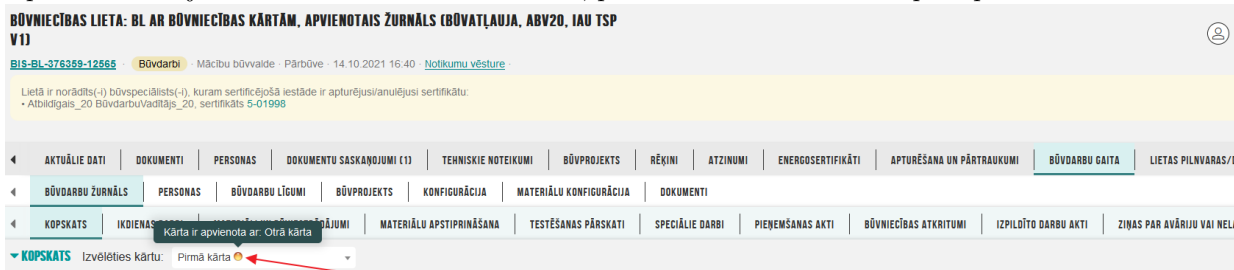 BŪVNIECĪBAS LIETA: BL AR BŪVNIECĪBAS KĀRTĀM, APVIENOTAIS ŽURNĀLS (BŪVATĻAUJA, ABV20, IAU TSP
V1)
BIS-BL-376359-12565 · Būvdarbi · Mācību būvvalde · Pārbūve · 14.10.2021 16:40 · Notikumu vēsture ·
Lietā ir norādīts(-i) būvspeciālists(-i), kuram sertificējošā iestāde ir apturējusi/anulējusi sertifikātu:
• Atbildīgais_20 BūvdarbuVadītājs_20, sertifikāts 5-01998
AKTUĀLIE DATI DOKUMENTI PERSONAS DOKUMENTU SASKAŅOJUMI (1) TEHNISKIE NOTEIKUMI BŪVPROJEKTS RĒĶINI ATZINUMI ENERGOSERTIFIKĀTI APTURĒŠANA UN PĀRTRAUKUMI BŪVDARBU GAITA LIETAS PILNVARAS/
BŪVDARBU ŽURNĀLS PERSONAS BŪVDARBU LĪGUMI BŪVPROJEKTS KONFIGURĀCIJA MATERIĀLU KONFIGURĀCIJA DOKUMENTI
KOPSKATS IKDIENAS MATERIĀLU APSTIPRINĀŠANA TESTĒŠANAS PĀRSKATI SPECIĀLIE DARBI PIEŅEMŠANAS AKTI BŪVNIECĪBAS ATKRITUMI IZPILDĪTO DARBU AKTI ZIŅAS PAR AVĀRIJU VAI
Kārta ir apvienota ar: Otrā kārta
KOPSKATS Izvēlēties kārtu: Pirmā kārta